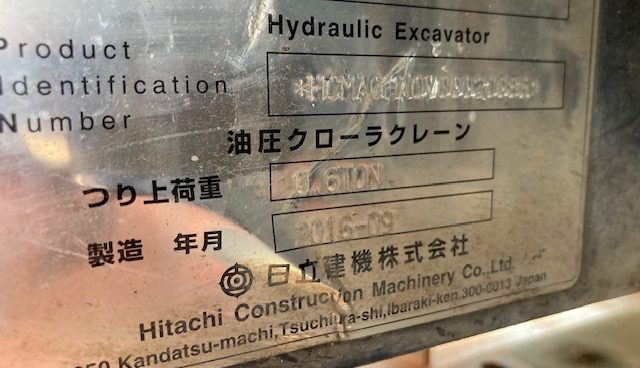 Hydraulic Excavator
Product
Identification
Number
油圧クローラクレーン
つり上荷重 0.6TON
製造 年月 2016-09
日立建機株式会社
Hitachi Construction Machinery Co.,Ltd.
Kandatsu-machi,Tsuchiura-shi,Ibaraki-ken,300-0013 Japan